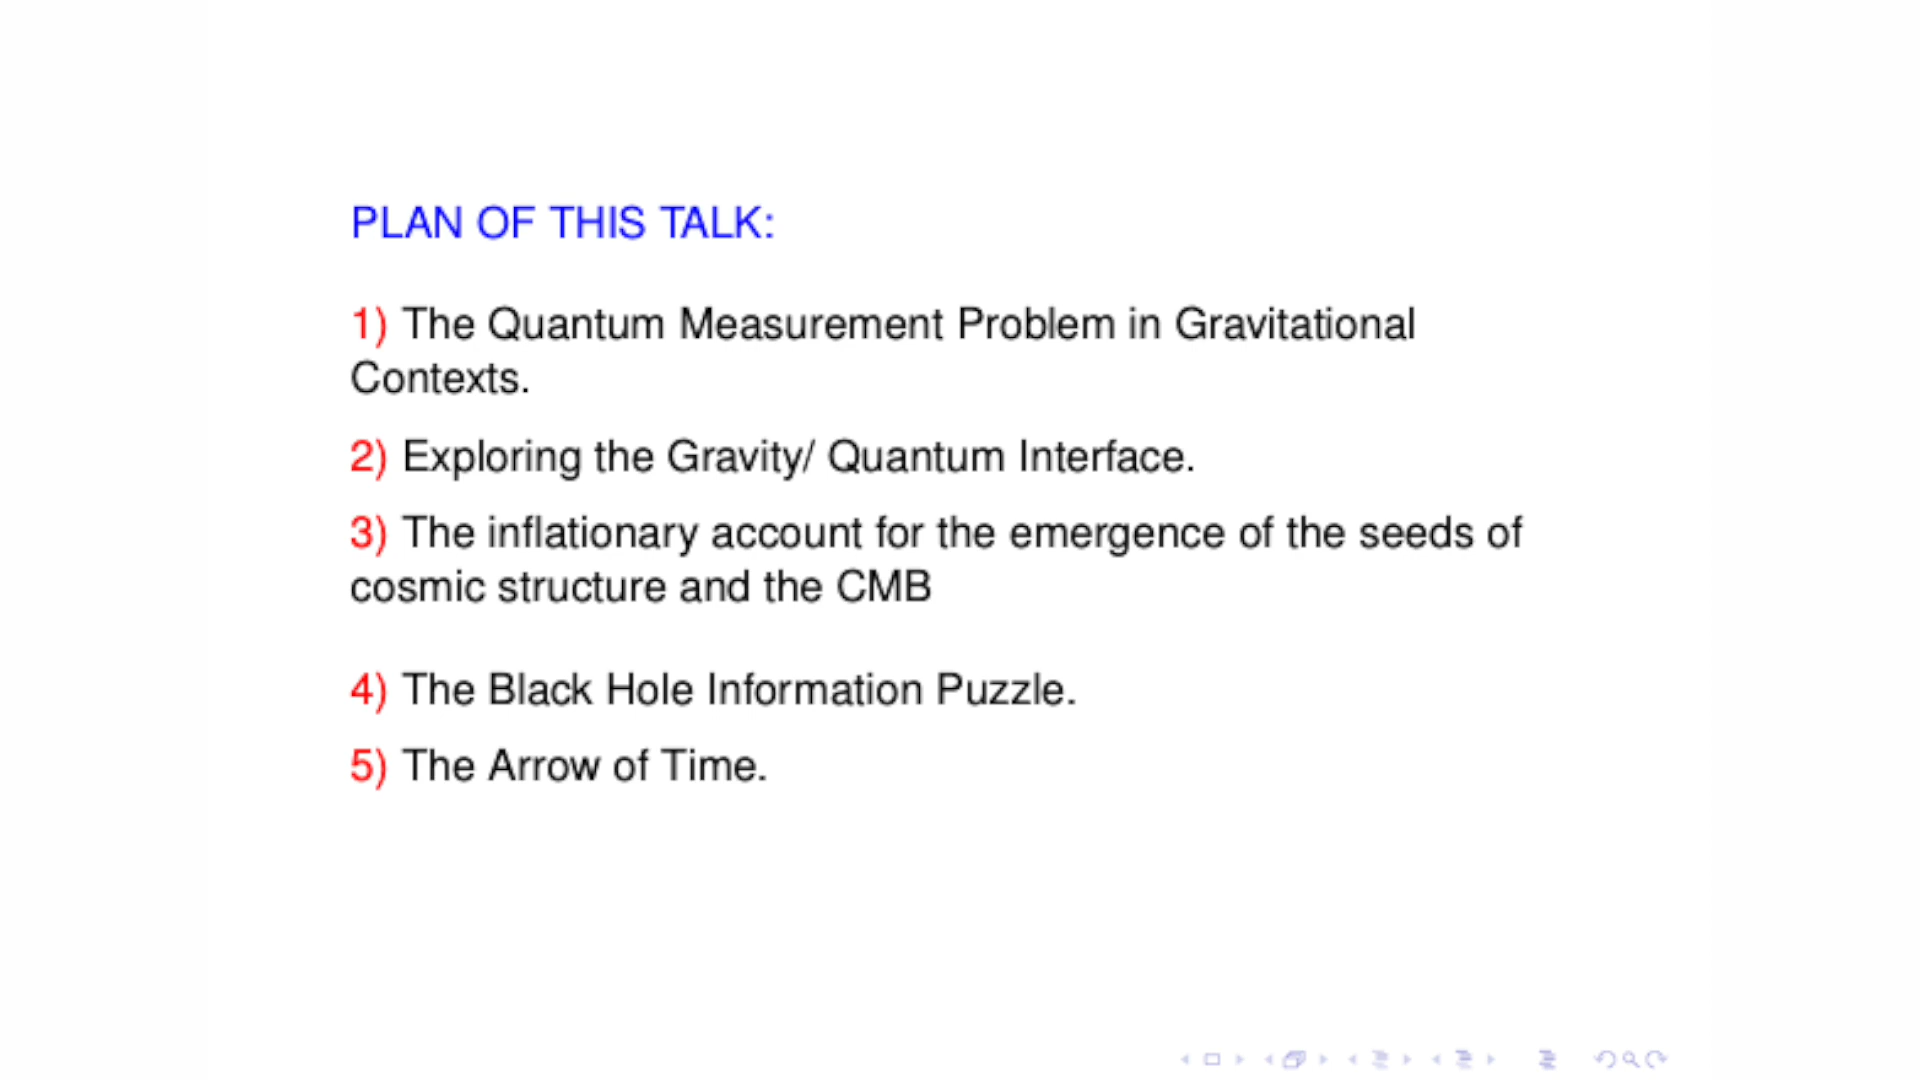 PLAN OF THIS TALK:
1) The Quantum Measurement Problem in Gravitational
Contexts.
2) Exploring the Gravity/ Quantum Interface.
3) The inflationary account for the emergence of the seeds of
cosmic structure and the CMB
4) The Black Hole Information Puzzle.
5) The Arrow of Time.